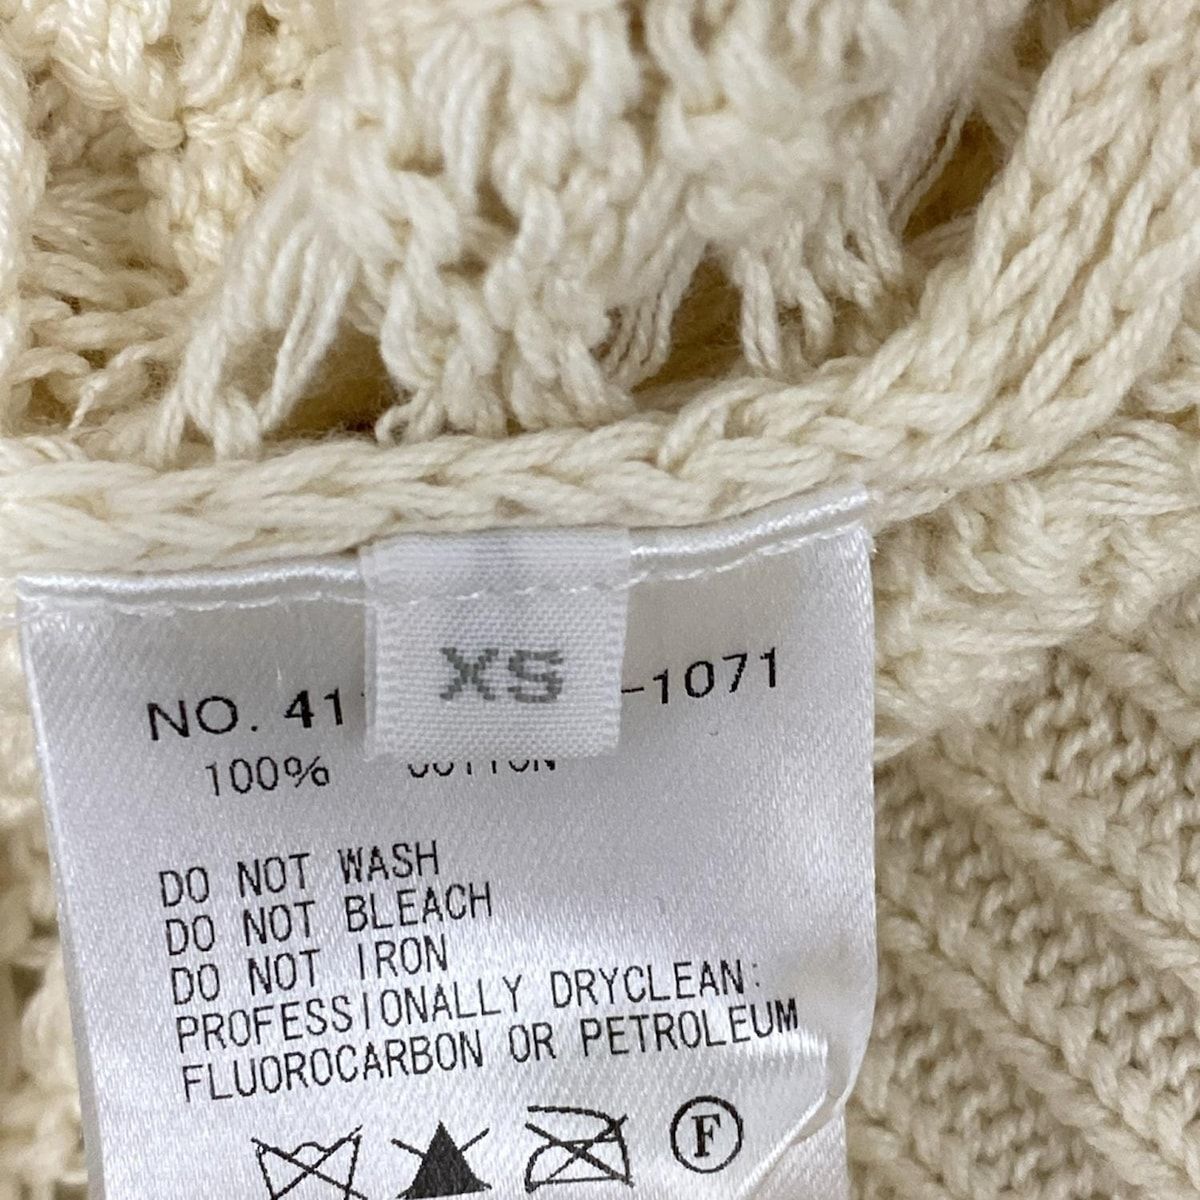 XS
NO. 41 -1071
100% COTTON
DO NOT WASH
DO NOT BLEACH
DO NOT IRON
PROFESSIONALLY DRYCLEAN:
FLUOROCARBON OR PETROLEUM
F